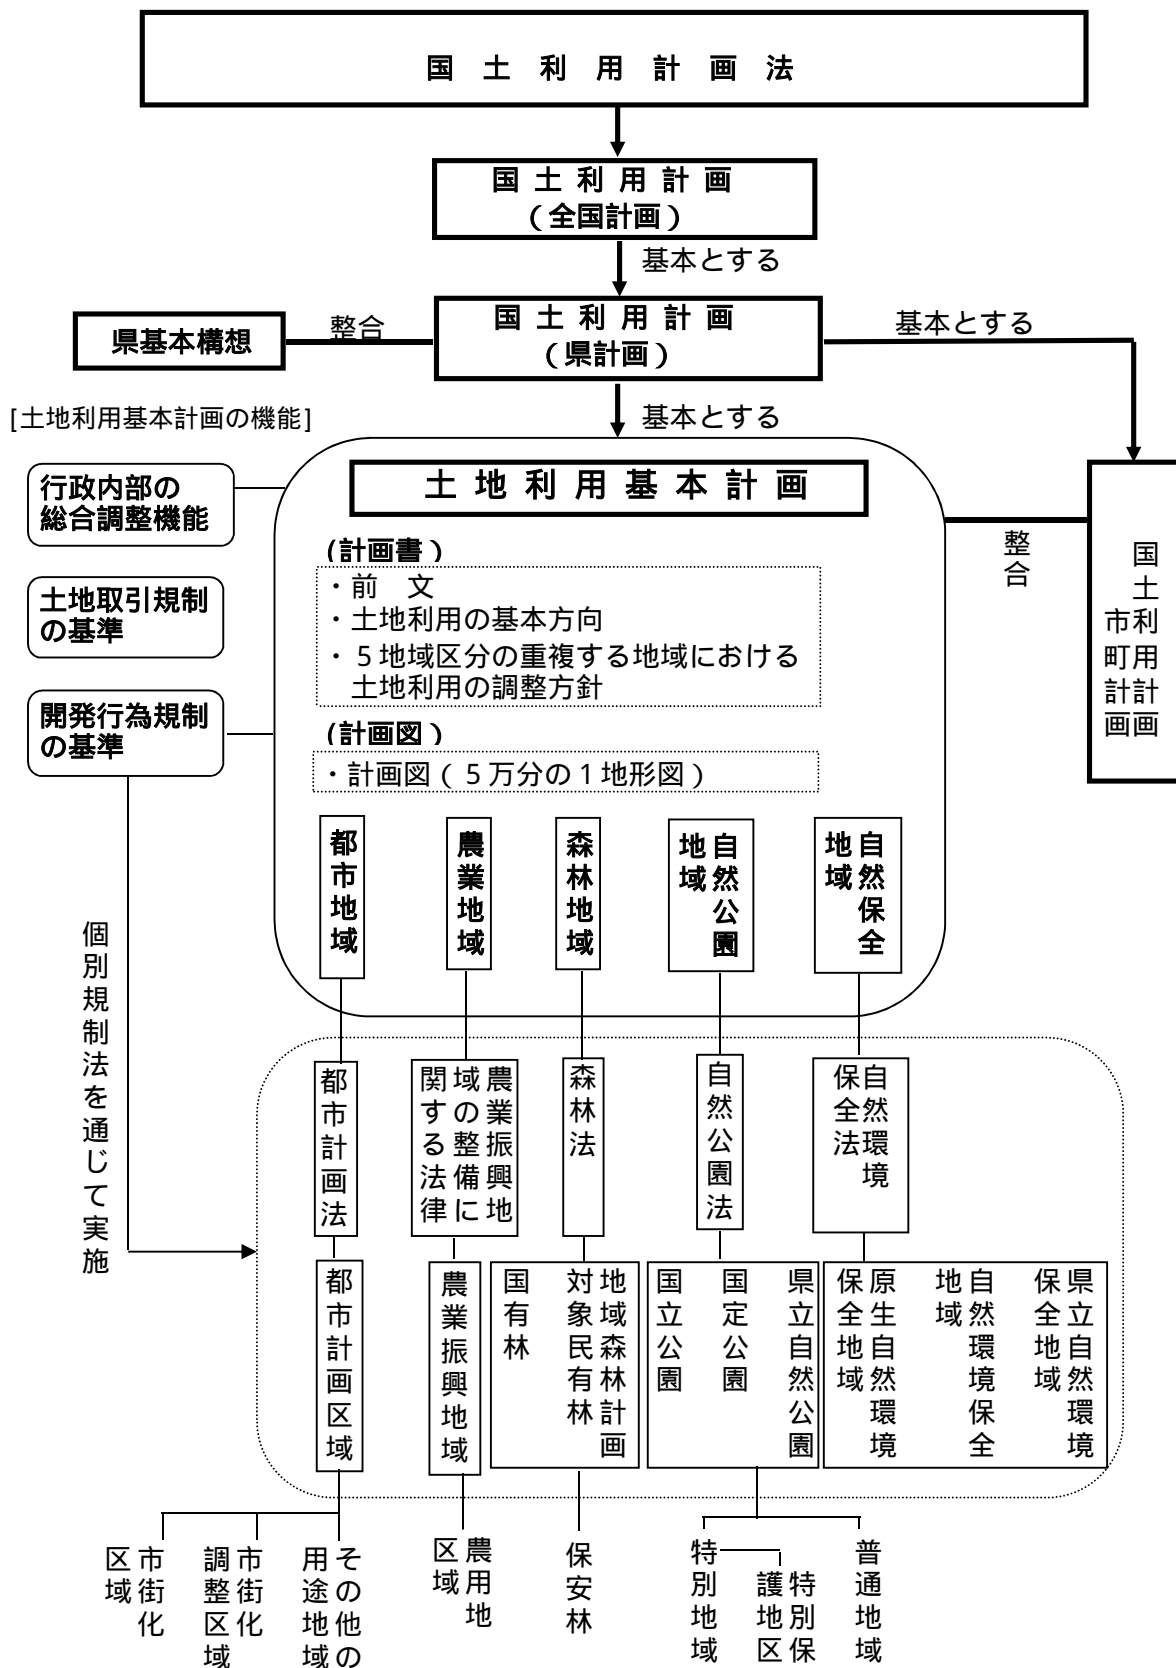 国土利用計画法
国土利用計画
（全国計画）
基本とする
県基本構想
整合
国土利用計画
（県計画）
基本とする
[土地利用基本計画の機能]
基本とする
行政内部の
総合調整機能
土地取引規制
の基準
開発行為規制
の基準
土地利用基本計画
(計画書）
・前　文
・土地利用の基本方向
・５地域区分の重複する地域における
土地利用の調整方針
(計画図）
・計画図（５万分の１地形図）
整合
国土利用計画
市町計画
都市地域
農業地域
森林地域
自然公園
地域
自然保全
地域
個別規制法を通じて実施
都市計画法
農業振興地
域の整備に
関する法律
森林法
自然公園法
自然環境
保全法
都市計画区域
農業振興地域
国有林
地域森林計画
対象民有林
国立公園
国定公園
県立自然公園
原生自然環境
保全地域
自然環境保全
地域
県立自然環境
保全地域
市街化
区域
市街化
調整区域
その他の
用途地域
農用地
区域
保安林
特別地域
特別保
護地区
普通地域